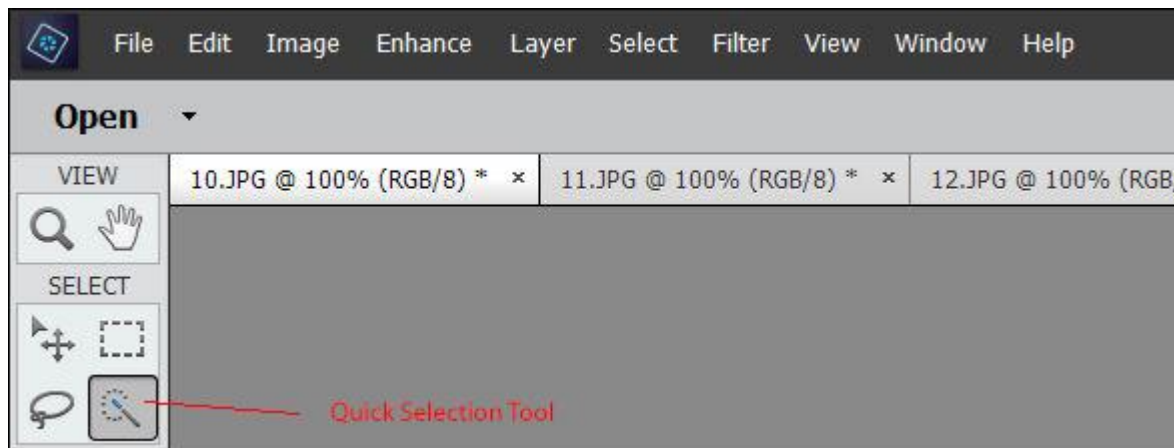 File Edit Image Enhance Layer Select Filter View Window Help
Open
VIEW
10.JPG @ 100% (RGB/8) * × 11.JPG @ 100% (RGB/8) * × 12.JPG @ 100% (RGB/
SELECT
Quick Selection Tool